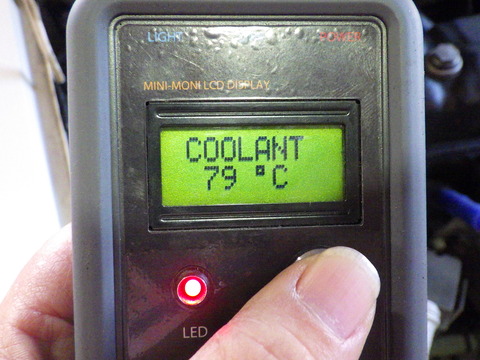 LIGHT POWER
MINI-MONI LCD DISPLAY
COOLANT
79 °C
LED